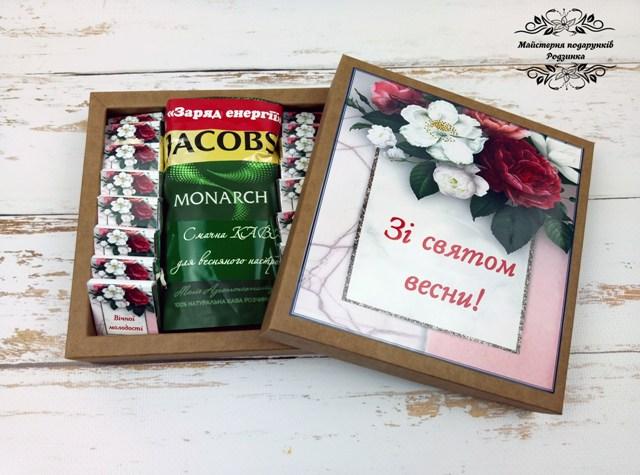 Майстерня подарунків
Родзинка
«Заряд енергії»
JACOBS
MONARCH
Смачна КАВА
для весняного настрою
100% НАТУРАЛЬНА КАВА РОЗЧИННА
Вічної
молодості
Зі святом
весни!